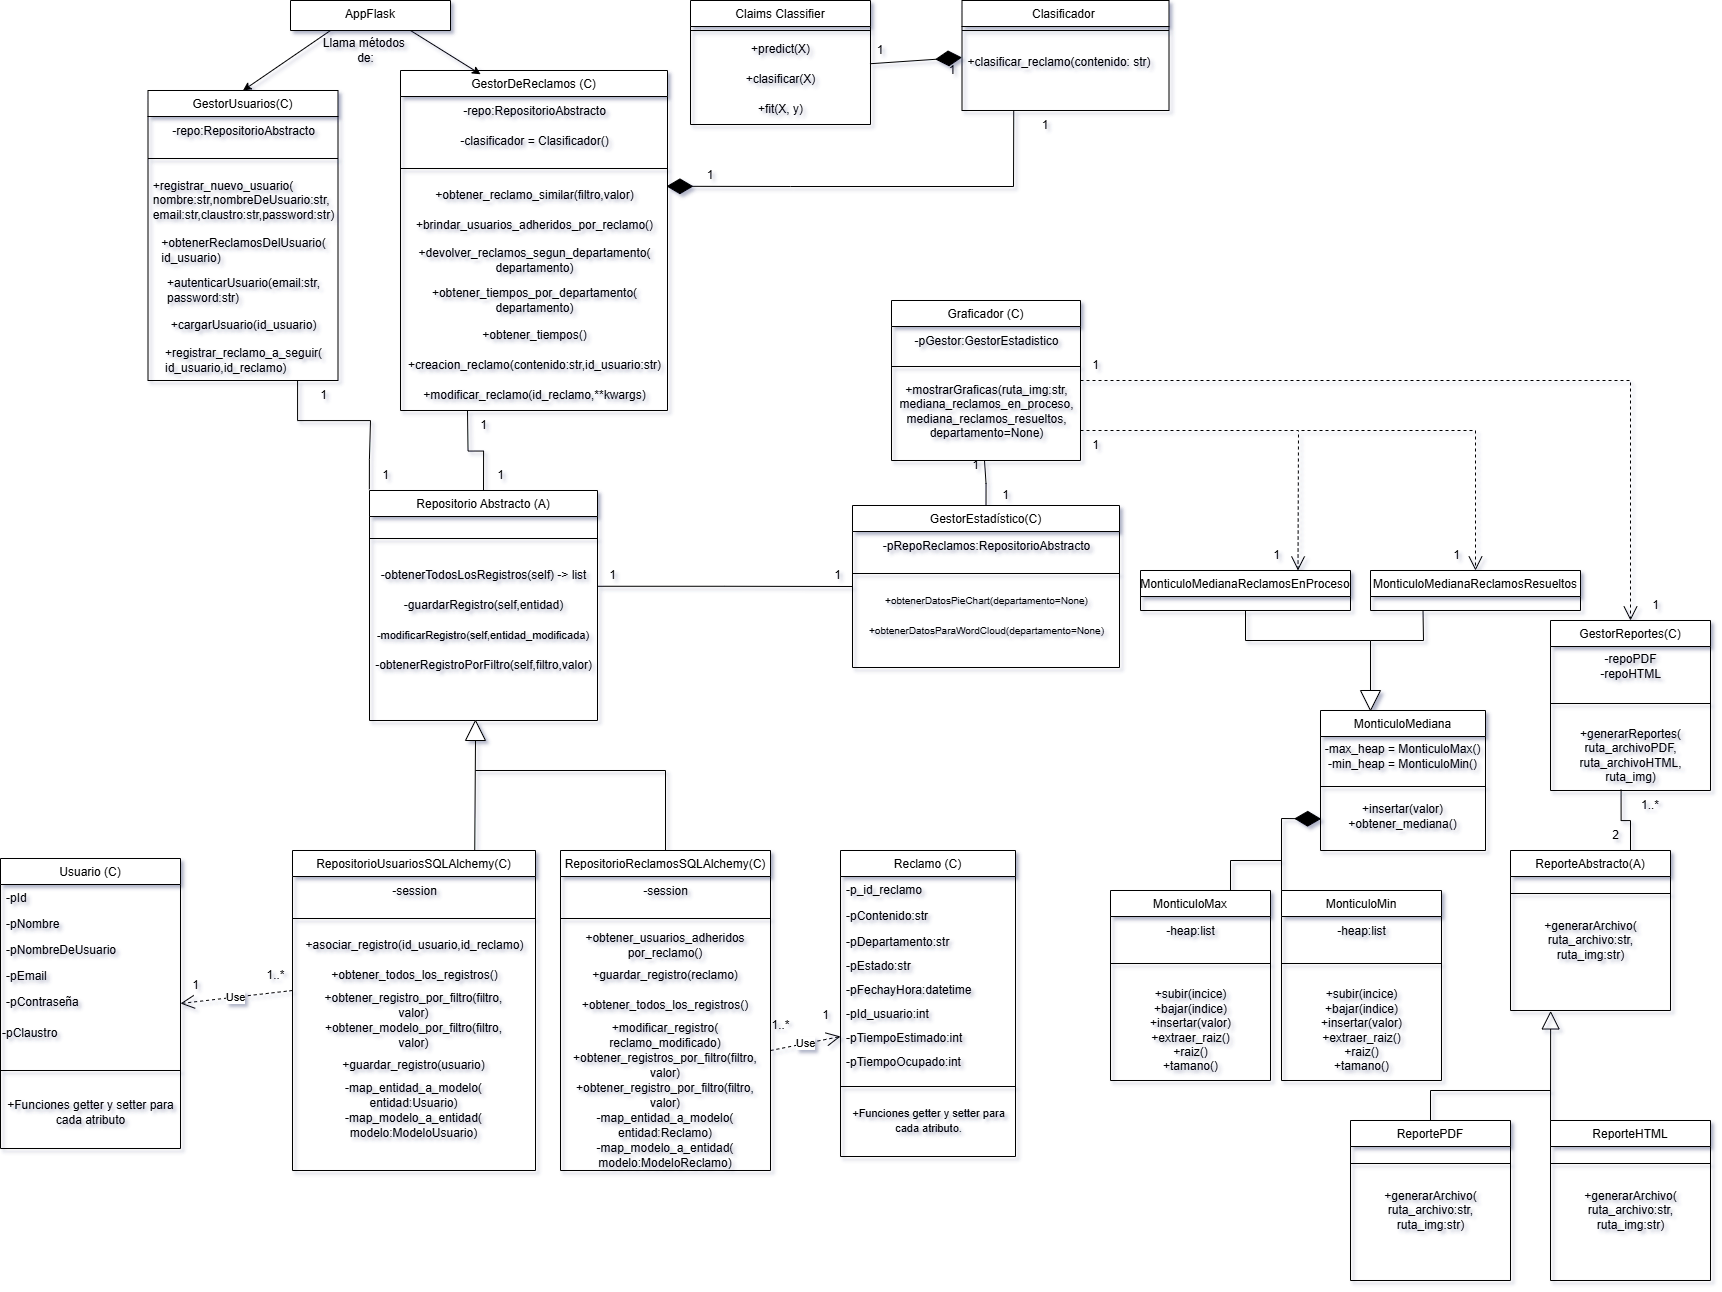 AppFlask
Llama métodos
de:
GestorUsuarios(C)
-repo:RepositorioAbstracto
+registrar_nuevo_usuario(
nombre:str,nombreDeUsuario:str,
email:str,claustro:str,password:str)
+obtenerReclamosDelUsuario(
id_usuario)
+autenticarUsuario(email:str,
password:str)
+cargarUsuario(id_usuario)
+registrar_reclamo_a_seguir(
id_usuario,id_reclamo)
1
1
GestorDeReclamos (C)
-repo:RepositorioAbstracto
-clasificador = Clasificador()
+obtener_reclamo_similar(filtro,valor)
+brindar_usuarios_adheridos_por_reclamo()
+devolver_reclamos_segun_departamento(
departamento)
+obtener_tiempos_por_departamento(
departamento)
+obtener_tiempos()
+creacion_reclamo(contenido:str,id_usuario:str)
+modificar_reclamo(id_reclamo,**kwargs)
1
1
Claims Classifier
+predict(X)
+clasificar(X)
+fit(X, y)
1
1
Clasificador
+clasificar_reclamo(contenido: str)
1
1
Repositorio Abstracto (A)
-obtenerTodosLosRegistros(self) -> list
-guardarRegistro(self,entidad)
-modificarRegistro(self,entidad_modificada)
-obtenerRegistroPorFiltro(self,filtro,valor)
1
1
Graficador (C)
-pGestor:GestorEstadistico
+mostrarGraficas(ruta_img:str,
mediana_reclamos_en_proceso,
mediana_reclamos_resueltos,
departamento=None)
1
1
1
1
GestorEstadístico(C)
-pRepoReclamos:RepositorioAbstracto
+obtenerDatosPieChart(departamento=None)
+obtenerDatosParaWordCloud(departamento=None)
1
MonticuloMedianaReclamosEnProceso
1
MonticuloMedianaReclamosResueltos
1
GestorReportes(C)
-repoPDF
-repoHTML
+generarReportes(
ruta_archivoPDF,
ruta_archivoHTML,
ruta_img)
1..*
2
MonticuloMediana
-max_heap = MonticuloMax()
-min_heap = MonticuloMin()
+insertar(valor)
+obtener_mediana()
Usuario (C)
-pId
-pNombre
-pNombreDeUsuario
-pEmail
-pContraseña
-pClaustro
+Funciones getter y setter para
cada atributo
1
Use
1..*
RepositorioUsuariosSQLAlchemy(C)
-session
+asociar_registro(id_usuario,id_reclamo)
+obtener_todos_los_registros()
+obtener_registro_por_filtro(filtro,
valor)
+obtener_modelo_por_filtro(filtro,
valor)
+guardar_registro(usuario)
-map_entidad_a_modelo(
entidad:Usuario)
-map_modelo_a_entidad(
modelo:ModeloUsuario)
RepositorioReclamosSQLAlchemy(C)
-session
+obtener_usuarios_adheridos
por_reclamo()
+guardar_registro(reclamo)
+obtener_todos_los_registros()
+modificar_registro(
reclamo_modificado)
+obtener_registros_por_filtro(filtro,
valor)
+obtener_registro_por_filtro(filtro,
valor)
-map_entidad_a_modelo(
entidad:Reclamo)
-map_modelo_a_entidad(
modelo:ModeloReclamo)
1..*
Use
1
Reclamo (C)
-p_id_reclamo
-pContenido:str
-pDepartamento:str
-pEstado:str
-pFechayHora:datetime
-pId_usuario:int
-pTiempoEstimado:int
-pTiempoOcupado:int
+Funciones getter y setter para
cada atributo.
MonticuloMax
-heap:list
+subir(incice)
+bajar(indice)
+insertar(valor)
+extraer_raiz()
+raiz()
+tamano()
MonticuloMin
-heap:list
+subir(incice)
+bajar(indice)
+insertar(valor)
+extraer_raiz()
+raiz()
+tamano()
ReporteAbstracto(A)
+generarArchivo(
ruta_archivo:str,
ruta_img:str)
ReportePDF
+generarArchivo(
ruta_archivo:str,
ruta_img:str)
ReporteHTML
+generarArchivo(
ruta_archivo:str,
ruta_img:str)